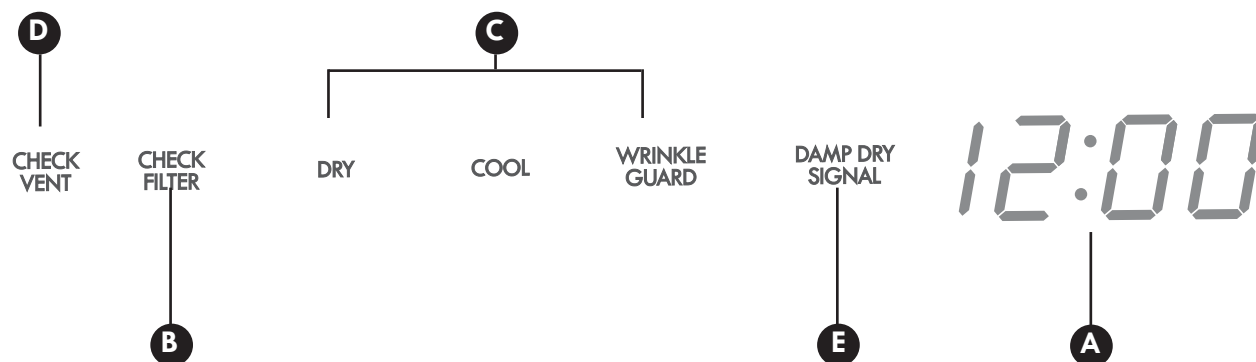 D
C
CHECK
VENT
CHECK
FILTER
DRY
COOL
WRINKLE
GUARD
DAMP DRY
SIGNAL
12:00
B
E
A